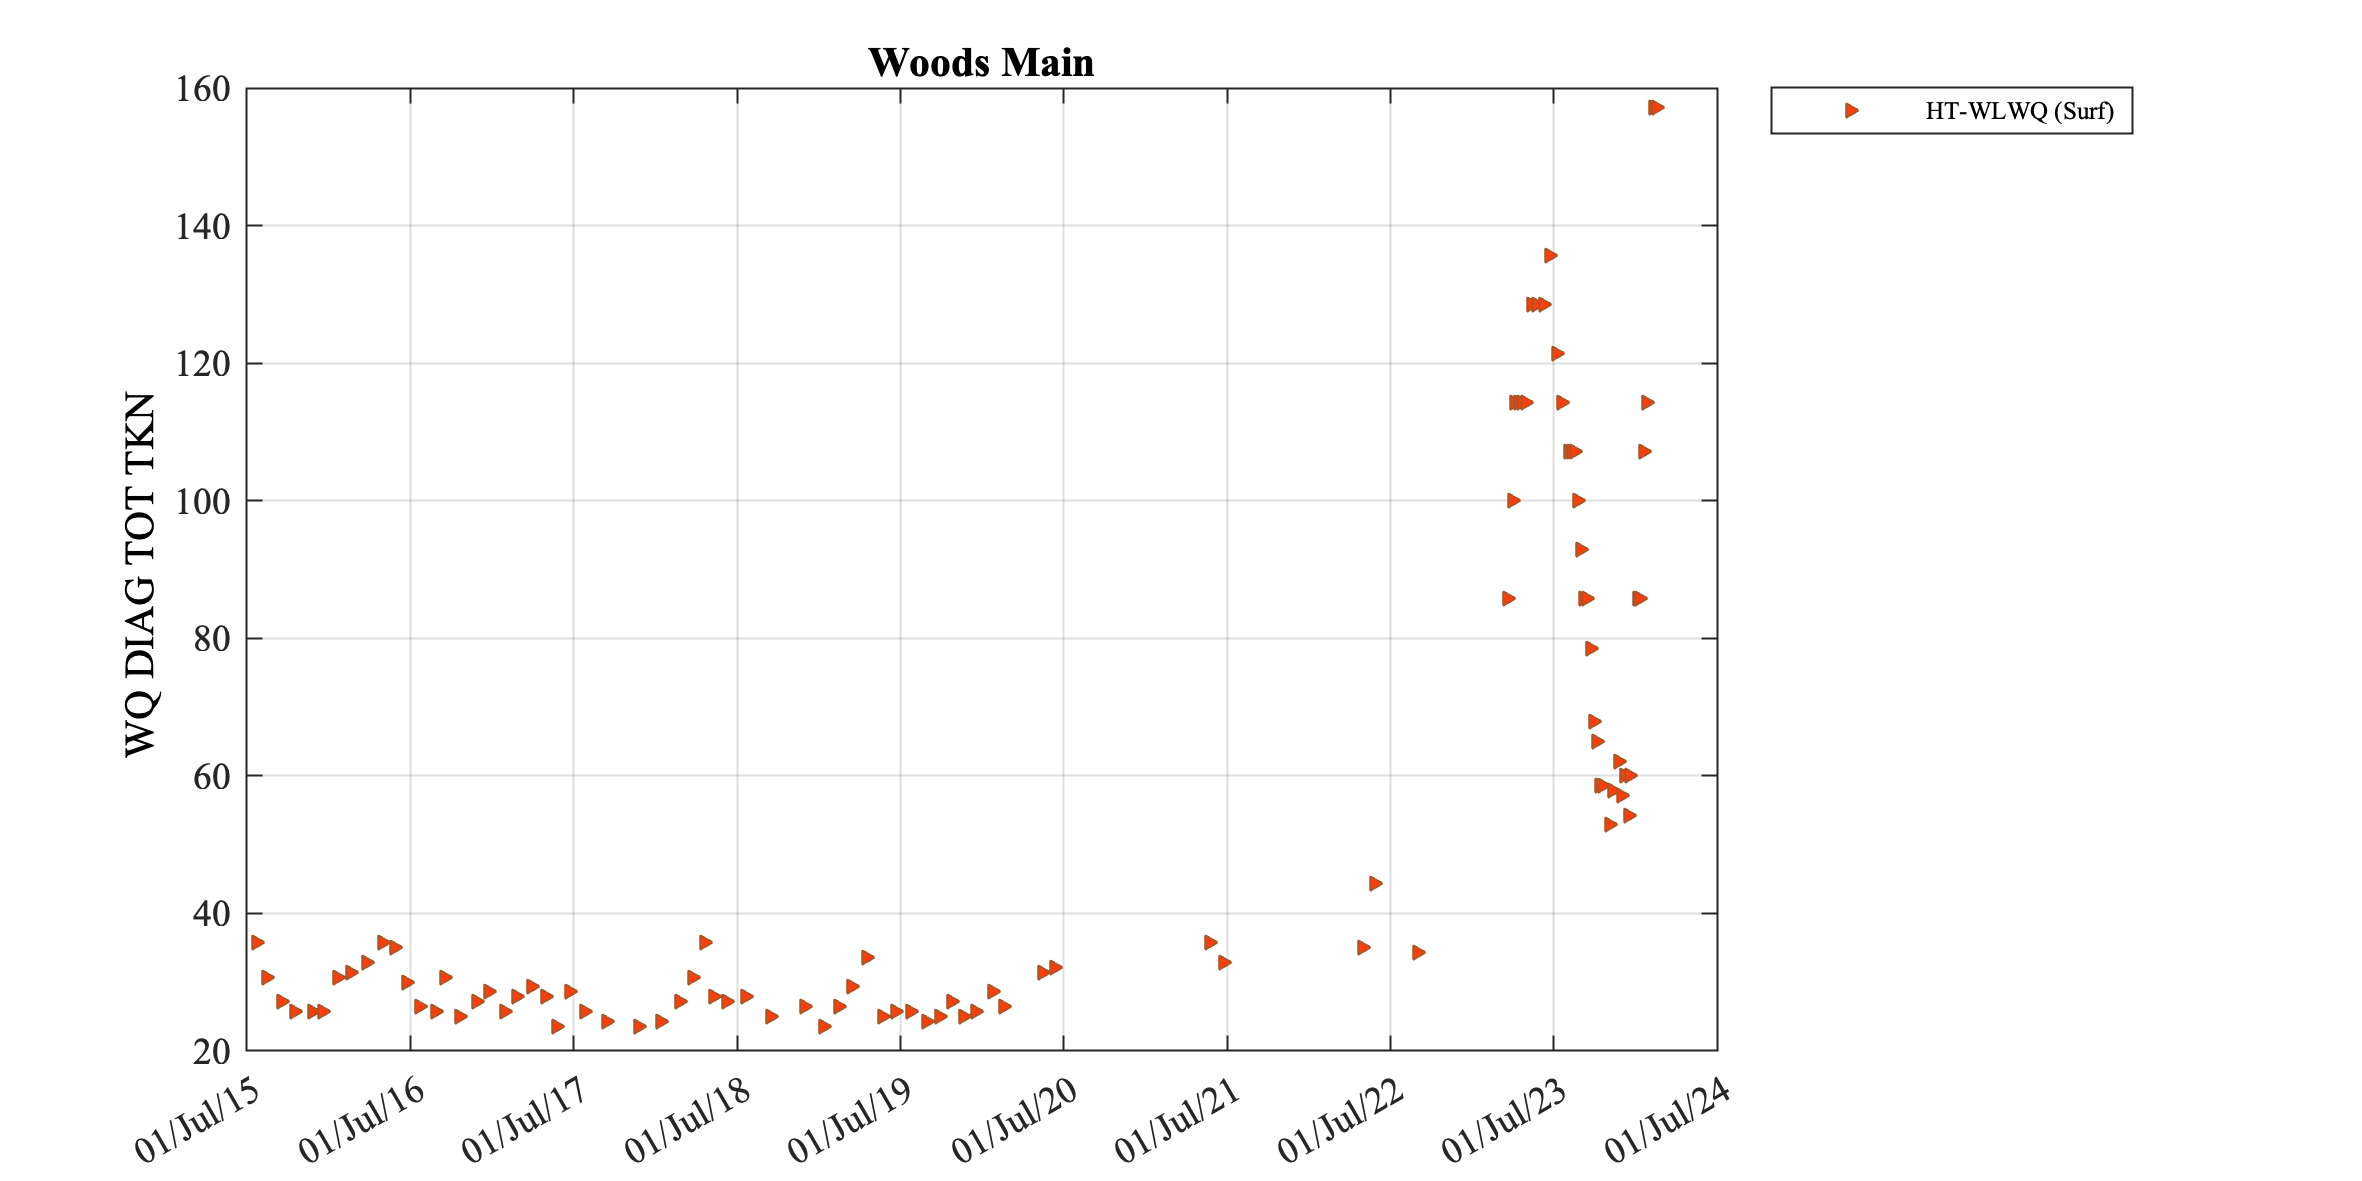 Woods Main
HT-WLWQ (Surf)
WQ DIAG TOT TKN
160
140
120
100
80
60
40
20
01/Jul/15
01/Jul/16
01/Jul/17
01/Jul/18
01/Jul/19
01/Jul/20
01/Jul/21
01/Jul/22
01/Jul/23
01/Jul/24